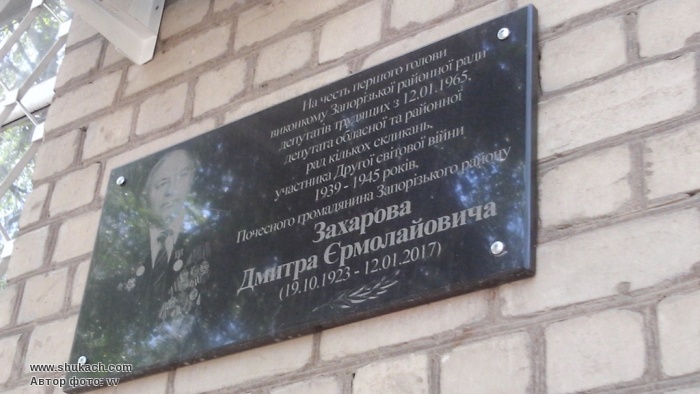 На честь першого голови
виконкому Запорізької районної ради
депутатів трудящих з 12.01.1965.
депутата обласної та районної
рад кількох скликань,
участника Другої світової війни
1939 - 1945 років,
Почесного громадянина Запорізького району
Захарова
Дмитра Єрмолайовича
(19.10.1923 - 12.01.2017)
www.shukach.com
Автор фото: vv